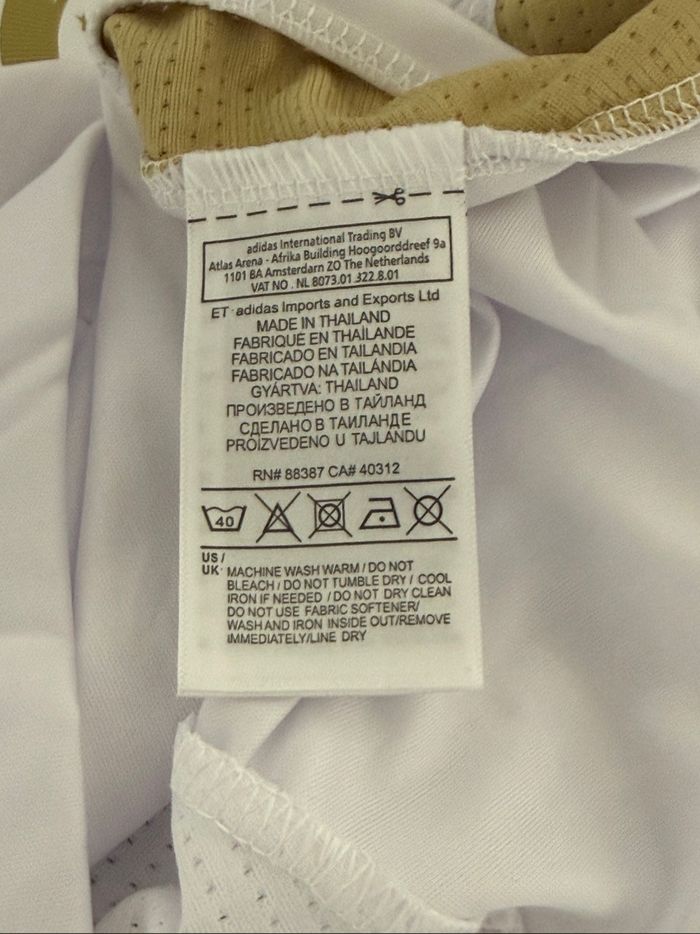 adidas International Trading BV
Atlas Arena - Afrika Building Hoogoorddreef 9a
1101 BA Amsterdarn ZO The Netherlands
VAT NO . NL 8073.01.322.8.01
ET adidas Imports and Exports Ltd
MADE IN THAILAND
FABRIQUE EN THAÏLANDE
FABRICADO EN TAILANDIA
FABRICADO NA TAILÂNDIA
GYÁRTVA: THAILAND
ПРОИЗВЕДЕНО В ТАЙЛАНД
СДЕЛАНО В ТАИЛАНДЕ
PROIZVEDENO U TAJLANDU
RN# 88387 CA# 40312
40
US /
UK: MACHINE WASH WARM / DO NOT
BLEACH / DO NOT TUMBLE DRY / COOL
IRON IF NEEDED / DO NOT DRY CLEAN
DO NOT USE FABRIC SOFTENER/
WASH AND IRON INSIDE OUT/REMOVE
IMMEDIATELY/LINE DRY